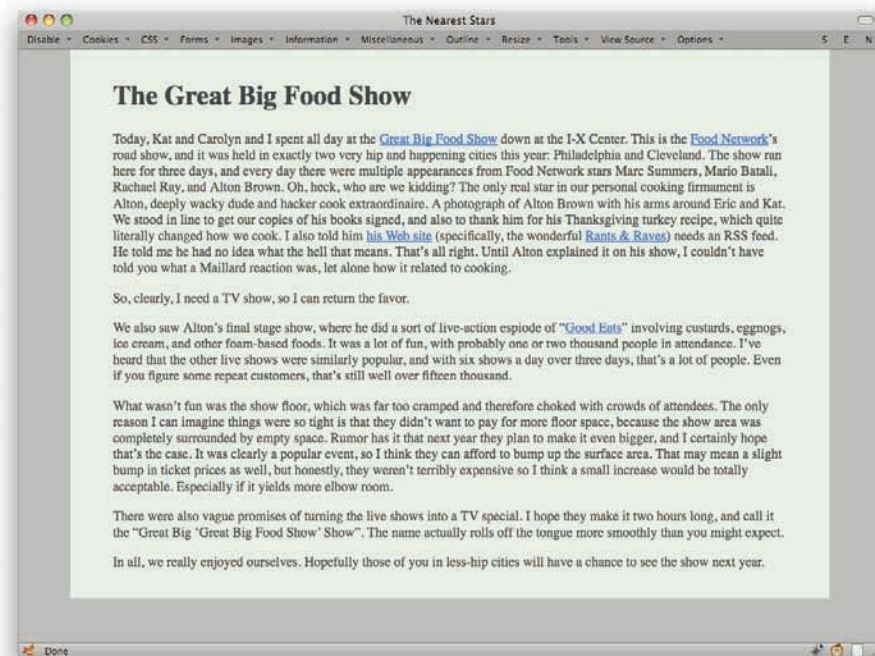 The Nearest Stars
Disable Cookies CSS Forms Images Information Miscellaneous Outline Resize Tools View Source Options S E N
The Great Big Food Show
Today, Kat and Carolyn and I spent all day at the Great Big Food Show down at the I-X Center. This is the Food Network's
road show, and it was held in exactly two very hip and happening cities this year: Philadelphia and Cleveland. The show ran
here for three days, and every day there were multiple appearances from Food Network stars Marc Summers, Mario Batali,
Rachael Ray, and Alton Brown. Oh, heck, who are we kidding? The only real star in our personal cooking firmament is
Alton, deeply wacky dude and hacker cook extraordinaire. A photograph of Alton Brown with his arms around Eric and Kat.
We stood in line to get our copies of his books signed, and also to thank him for his Thanksgiving turkey recipe, which quite
literally changed how we cook. I also told him his Web site (specifically, the wonderful Rants & Raves) needs an RSS feed.
He told me he had no idea what the hell that means. That's all right. Until Alton explained it on his show, I couldn't have
told you what a Maillard reaction was, let alone how it related to cooking.
So, clearly, I need a TV show, so I can return the favor.
We also saw Alton's final stage show, where he did a sort of live-action espiode of “Good Eats” involving custards, eggnogs,
ice cream, and other foam-based foods. It was a lot of fun, with probably one or two thousand people in attendance. I've
heard that the other live shows were similarly popular, and with six shows a day over three days, that's a lot of people. Even
if you figure some repeat customers, that's still well over fifteen thousand.
What wasn't fun was the show floor, which was far too cramped and therefore choked with crowds of attendees. The only
reason I can imagine things were so tight is that they didn't want to pay for more floor space, because the show area was
completely surrounded by empty space. Rumor has it that next year they plan to make it even bigger, and I certainly hope
that's the case. It was clearly a popular event, so I think they can afford to bump up the surface area. That may mean a slight
bump in ticket prices as well, but honestly, they weren't terribly expensive so I think a small increase would be totally
acceptable. Especially if it yields more elbow room.
There were also vague promises of turning the live shows into a TV special. I hope they make it two hours long, and call it
the “Great Big ‘Great Big Food Show’ Show”. The name actually rolls off the tongue more smoothly than you might expect.
In all, we really enjoyed ourselves. Hopefully those of you in less-hip cities will have a chance to see the show next year.
Done